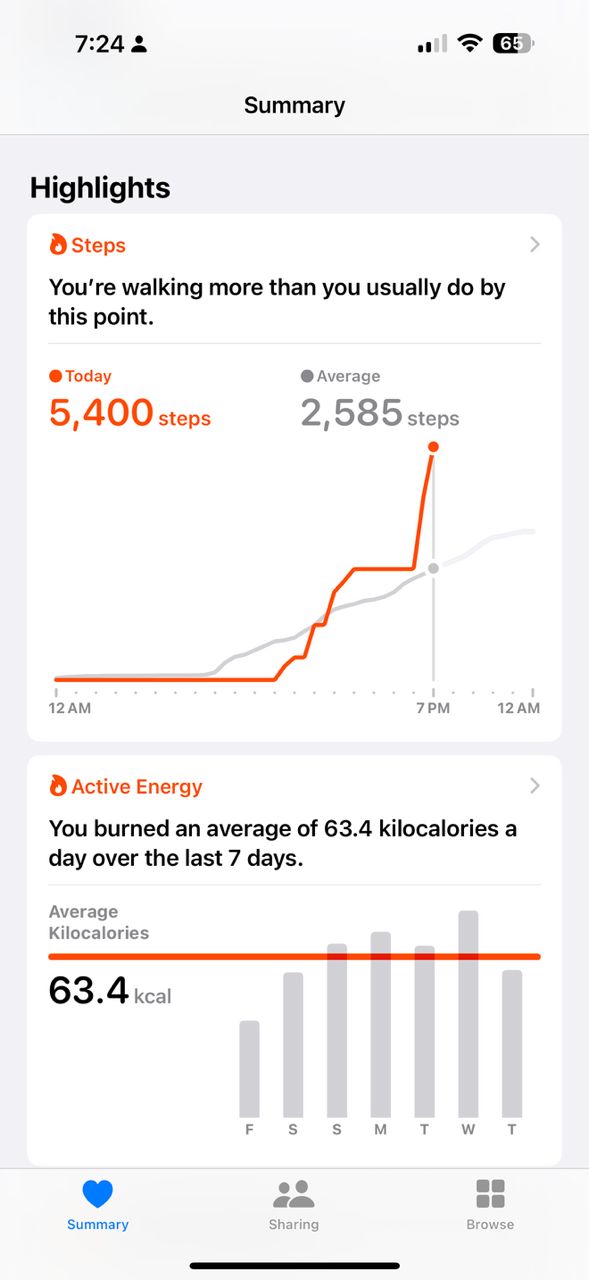 7:24
65
Summary
Highlights
Steps
You're walking more than you usually do by
this point.
Today
Average
5,400 steps
2,585 steps
12 AM
7 PM
12 AM
Active Energy
You burned an average of 63.4 kilocalories a
day over the last 7 days.
Average
Kilocalories
63.4 kcal
F S S M T W T
Summary
Sharing
Browse